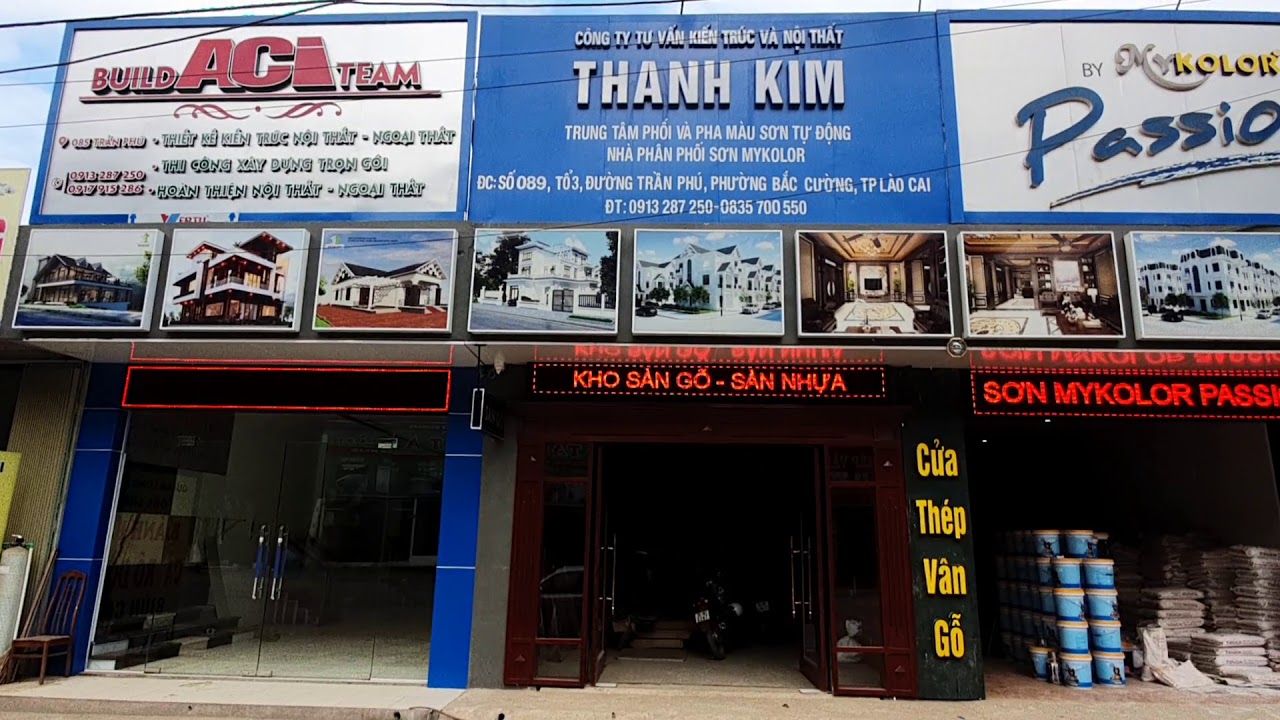 BUILD ACI TEAM
085 TRẦN PHÚ
• THIẾT KẾ KIẾN TRÚC NỘI THẤT - NGOẠI THẤT
• THI CÔNG XÂY DỰNG TRỌN GÓI
0913 287 250
0917 915 286
• HOÀN THIỆN NỘI THẤT - NGOẠI THẤT
CÔNG TY TƯ VẤN KIẾN TRÚC VÀ NỘI THẤT
THANH KIM
TRUNG TÂM PHỐI VÀ PHA MÀU SƠN TỰ ĐỘNG
NHÀ PHÂN PHỐI SƠN MYKOLOR
ĐC: SỐ 089, TỔ 3, ĐƯỜNG TRẦN PHÚ, PHƯỜNG BẮC CƯỜNG, TP LÀO CAI
ĐT: 0913 287 250-0835 700 550
BY MYKOLOR
Passio
KHO SÀN GỖ - SÀN NHỰA
SƠN MYKOLOR PASSI
Cửa
Thép
Vân
Gỗ